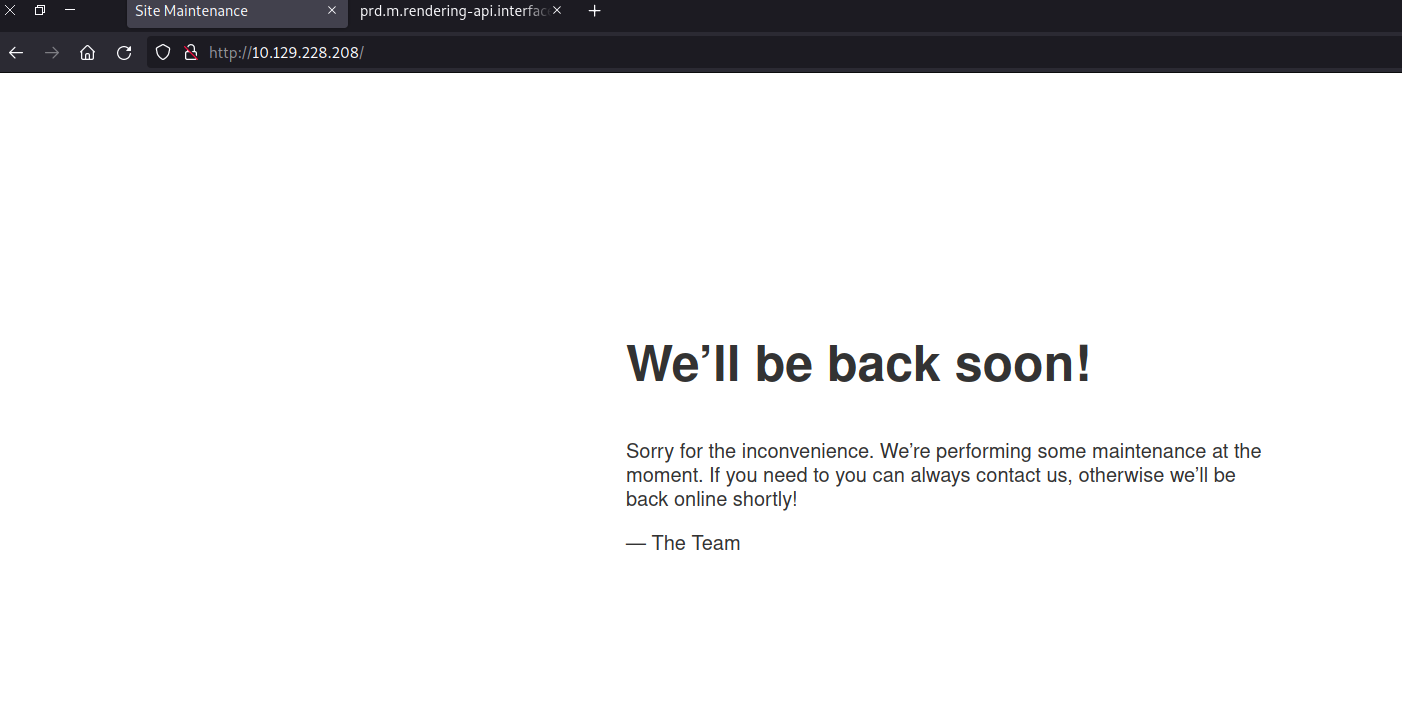 Site Maintenance
prd.m.rendering-api.interfac
http://10.129.228.208/
We’ll be back soon!
Sorry for the inconvenience. We’re performing some maintenance at the
moment. If you need to you can always contact us, otherwise we’ll be
back online shortly!
— The Team